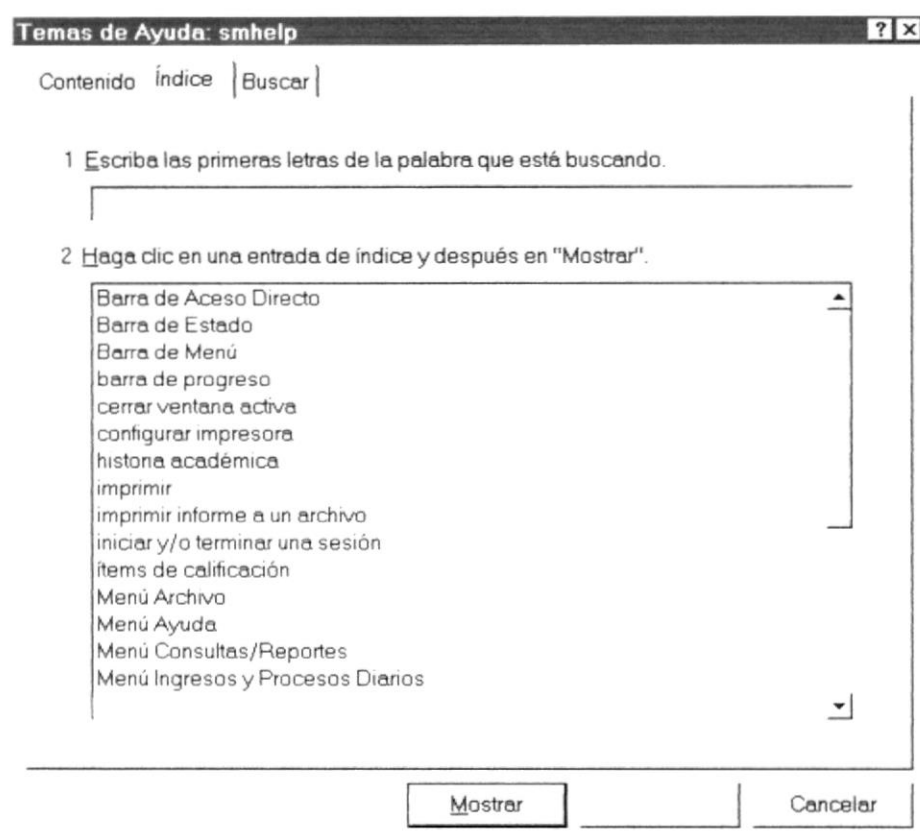 Temas de Ayuda: smhelp
Contenido Índice Buscar
1 Escriba las primeras letras de la palabra que está buscando.
2 Haga clic en una entrada de índice y después en "Mostrar".
Barra de Aceso Directo
Barra de Estado
Barra de Menú
barra de progreso
cerrar ventana activa
configurar impresora
historia académica
imprimir
imprimir informe a un archivo
iniciar y/o terminar una sesión
ítems de calificación
Menú Archivo
Menú Ayuda
Menú Consultas/Reportes
Menú Ingresos y Procesos Diarios
Mostrar Cancelar